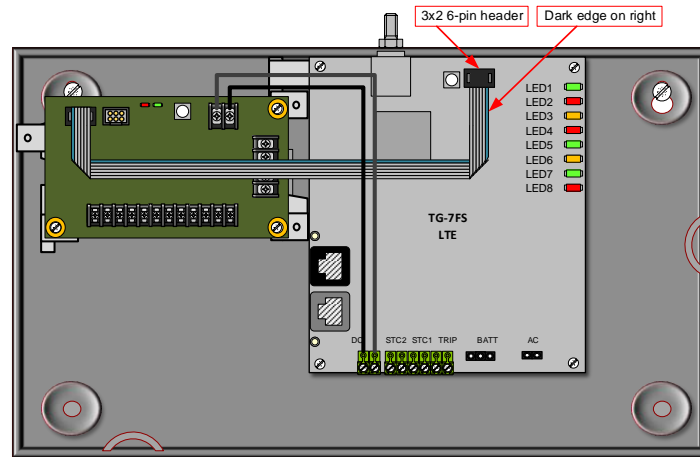 3x2 6-pin header
Dark edge on right
LED1
LED2
LED3
LED4
LED5
LED6
LED7
LED8
TG-7FS
LTE
STC2 STC1 TRIP BATT AC